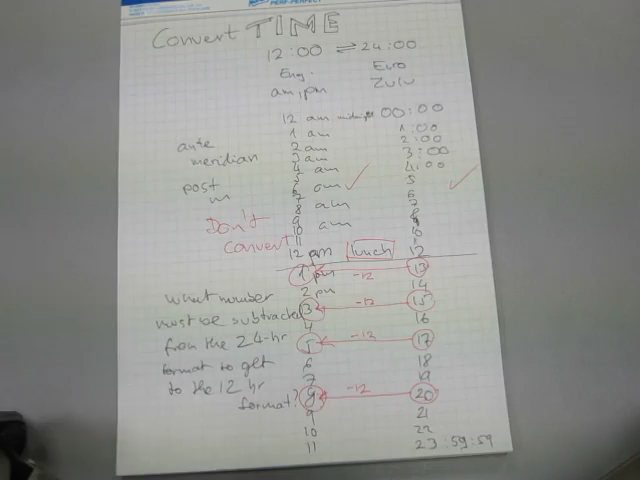 PERF-PERFECT
Convert TIME
12:00 ⇌ 24:00
Eng. Euro
am, pm Zulu
12 am midnight 00:00
1 am 1:00
2 am 2:00
3 am 3:00
4 am 4:00
5 5
6 am ✓ 6 ✓
7 7
8 am 8
9 am 9
10 10
11 11
12 pm lunch 12
ante
meridian
post
m
Don't
convert
1 pm -12 13
2 pm 14
3 -12 15
4 16
5 -12 17
6 18
7 19
8 -12 20
9 21
10 22
11 23:59:59
what number
must be subtracted
from the 24-hr
format to get
to the 12 hr
format?